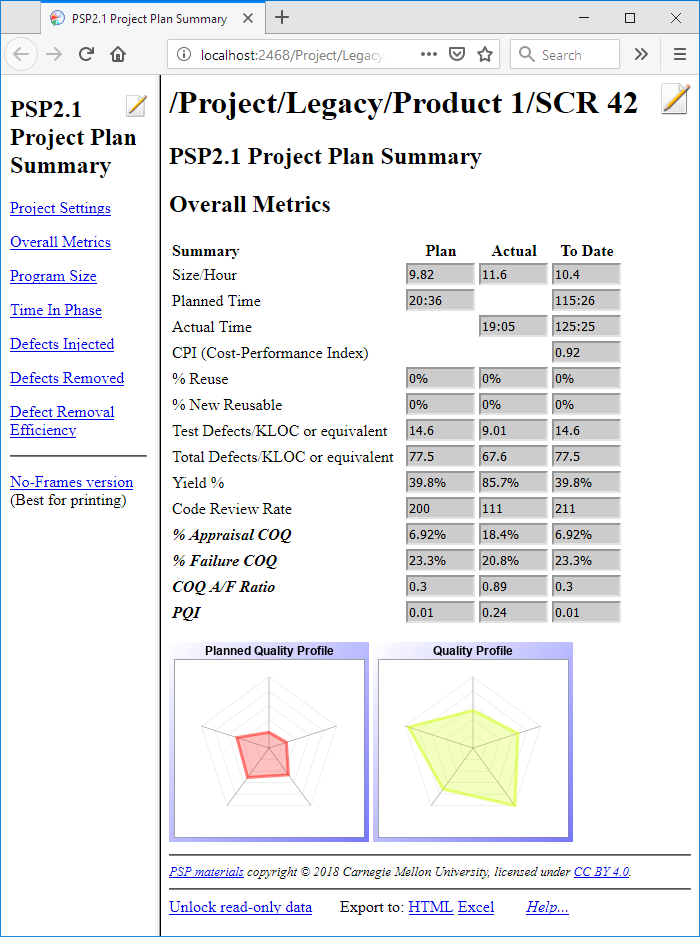 PSP2.1 Project Plan Summary
localhost:2468/Project/Legacy
Search
PSP2.1
Project Plan
Summary
Project Settings
Overall Metrics
Program Size
Time In Phase
Defects Injected
Defects Removed
Defect Removal
Efficiency
No-Frames version
(Best for printing)
/Project/Legacy/Product 1/SCR 42
PSP2.1 Project Plan Summary
Overall Metrics
Summary Plan Actual To Date
Size/Hour 9.82 11.6 10.4
Planned Time 20:36 115:26
Actual Time 19:05 125:25
CPI (Cost-Performance Index) 0.92
% Reuse 0% 0% 0%
% New Reusable 0% 0% 0%
Test Defects/KLOC or equivalent 14.6 9.01 14.6
Total Defects/KLOC or equivalent 77.5 67.6 77.5
Yield % 39.8% 85.7% 39.8%
Code Review Rate 200 111 211
% Appraisal COQ 6.92% 18.4% 6.92%
% Failure COQ 23.3% 20.8% 23.3%
COQ A/F Ratio 0.3 0.89 0.3
PQI 0.01 0.24 0.01
Planned Quality Profile Quality Profile
PSP materials copyright © 2018 Carnegie Mellon University, licensed under CC BY 4.0.
Unlock read-only data Export to: HTML Excel Help...